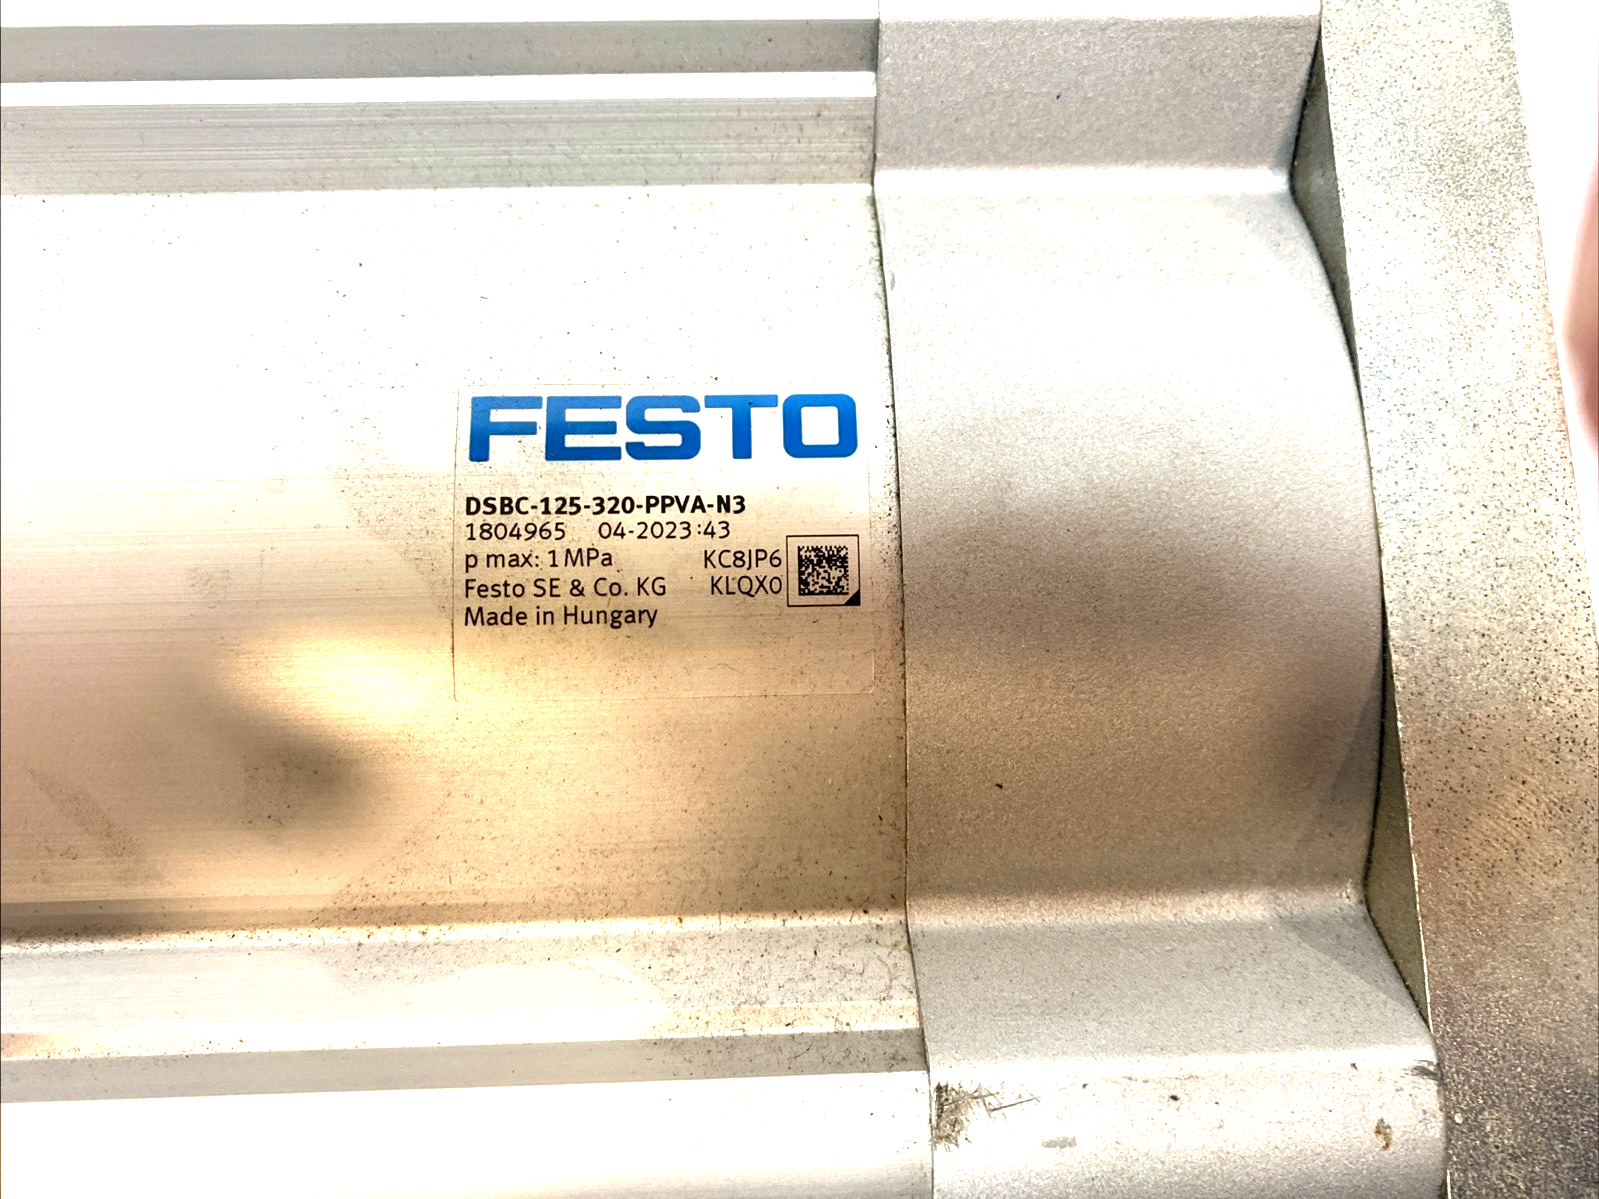 FESTO
DSBC-125-320-PPVA-N3
1804965 04-2023:43
p max: 1 MPa KC8JP6
Festo SE & Co. KG KLQX0
Made in Hungary